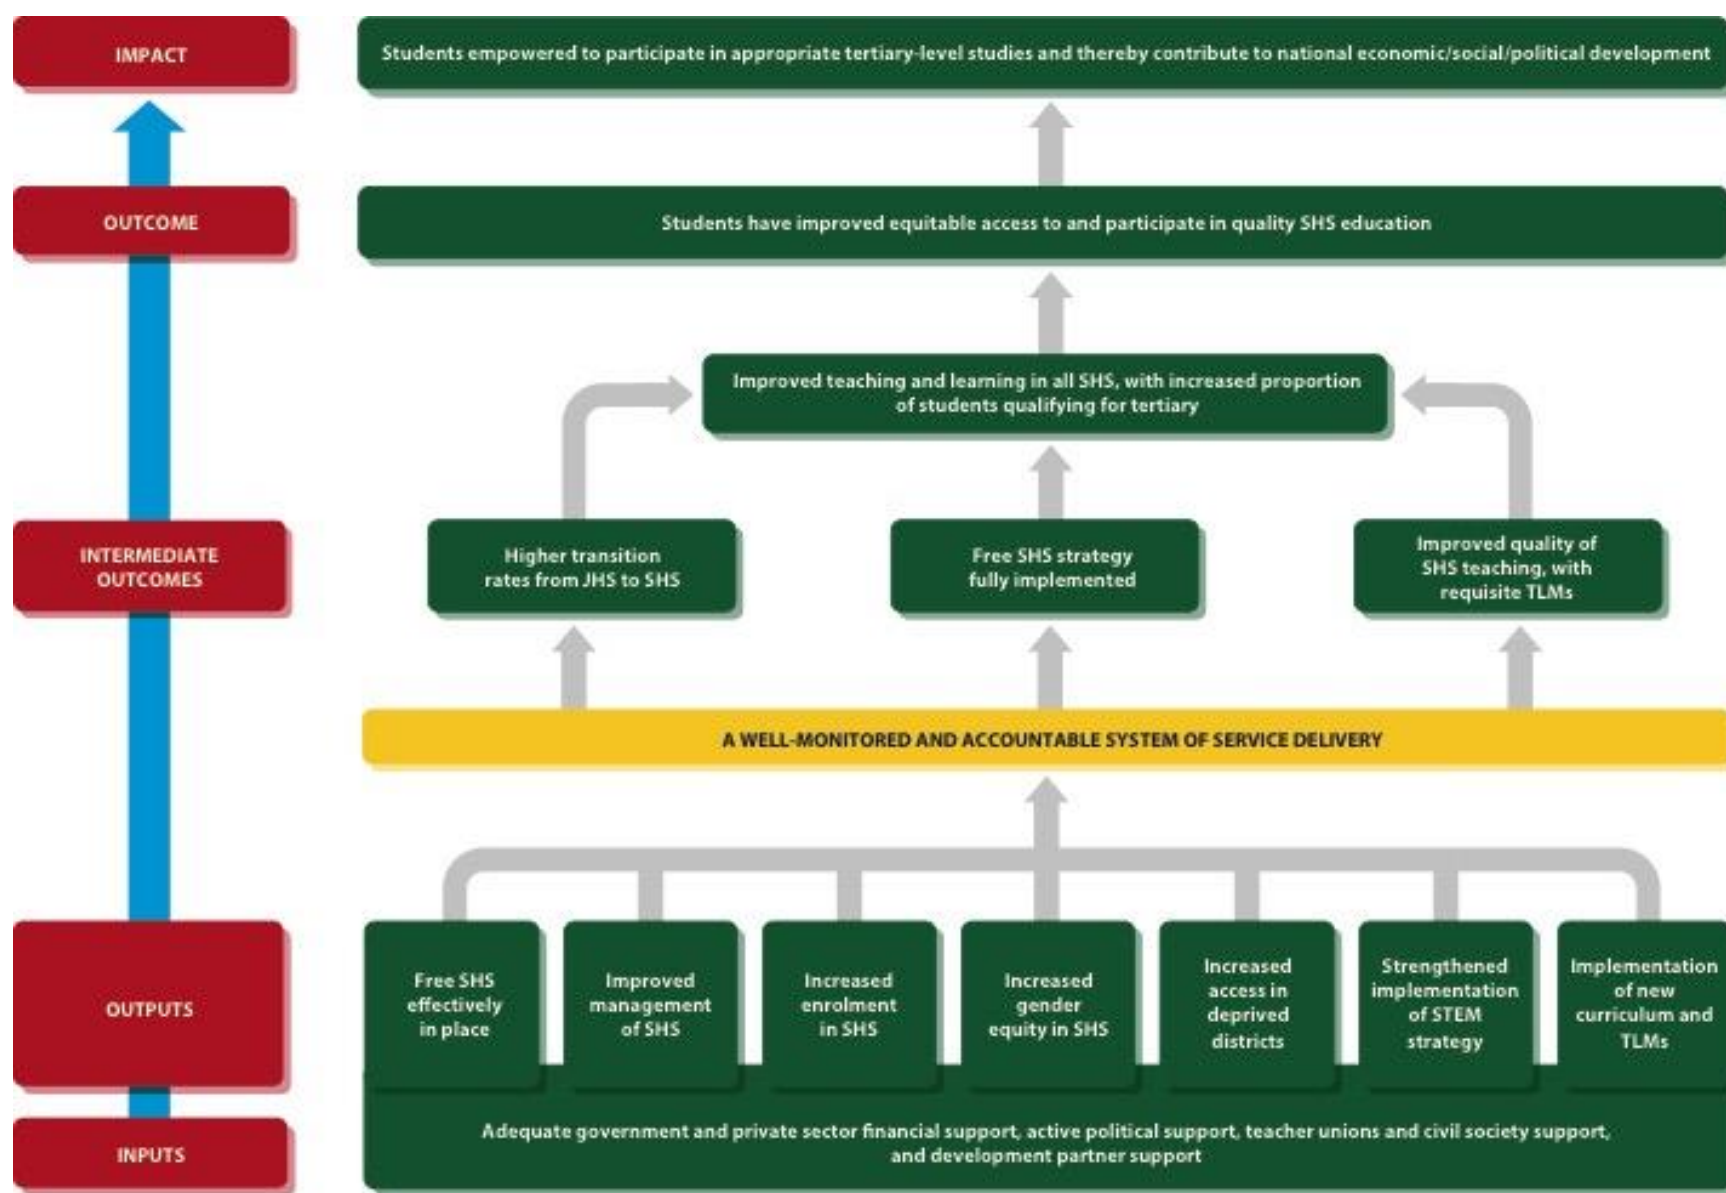 IMPACT
Students empowered to participate in appropriate tertiary-level studies and thereby contribute to national economic/social/political development
OUTCOME
Students have improved equitable access to and participate in quality SHS education
Improved teaching and learning in all SHS, with increased proportion
of students qualifying for tertiary
INTERMEDIATE
OUTCOMES
Higher transition
rates from JHS to SHS
Free SHS strategy
fully implemented
Improved quality of
SHS teaching, with
requisite TLMs
A WELL-MONITORED AND ACCOUNTABLE SYSTEM OF SERVICE DELIVERY
OUTPUTS
Free SHS
effectively
in place
Improved
management
of SHS
Increased
enrolment
in SHS
Increased
gender
equity in SHS
Increased
access in
deprived
districts
Strengthened
implementation
of STEM
strategy
Implementation
of new
curriculum and
TLMs
INPUTS
Adequate government and private sector financial support, active political support, teacher unions and civil society support,
and development partner support